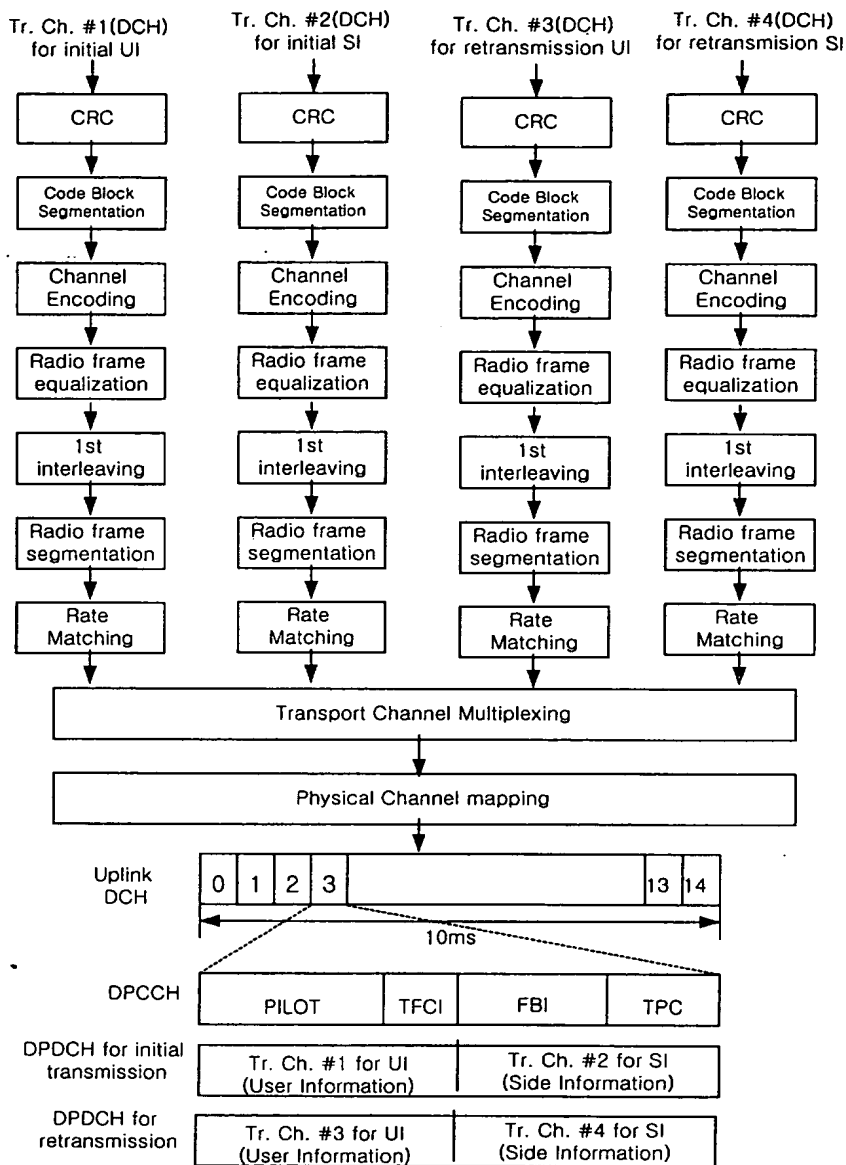 Tr. Ch. #1(DCH)
for initial UI
Tr. Ch. #2(DCH)
for initial SI
Tr. Ch. #3(DCH)
for retransmission UI
Tr. Ch. #4(DCH)
for retransmision SI
CRC
CRC
CRC
CRC
Code Block
Segmentation
Code Block
Segmentation
Code Block
Segmentation
Code Block
Segmentation
Channel
Encoding
Channel
Encoding
Channel
Encoding
Channel
Encoding
Radio frame
equalization
Radio frame
equalization
Radio frame
equalization
Radio frame
equalization
1st
interleaving
1st
interleaving
1st
interleaving
1st
interleaving
Radio frame
segmentation
Radio frame
segmentation
Radio frame
segmentation
Radio frame
segmentation
Rate
Matching
Rate
Matching
Rate
Matching
Rate
Matching
Transport Channel Multiplexing
Physical Channel mapping
Uplink
DCH
0 1 2 3 13 14
10ms
DPCCH
PILOT TFCI FBI TPC
DPDCH for initial
transmission
Tr. Ch. #1 for UI
(User Information)
Tr. Ch. #2 for SI
(Side Information)
DPDCH for
retransmission
Tr. Ch. #3 for UI
(User Information)
Tr. Ch. #4 for SI
(Side Information)